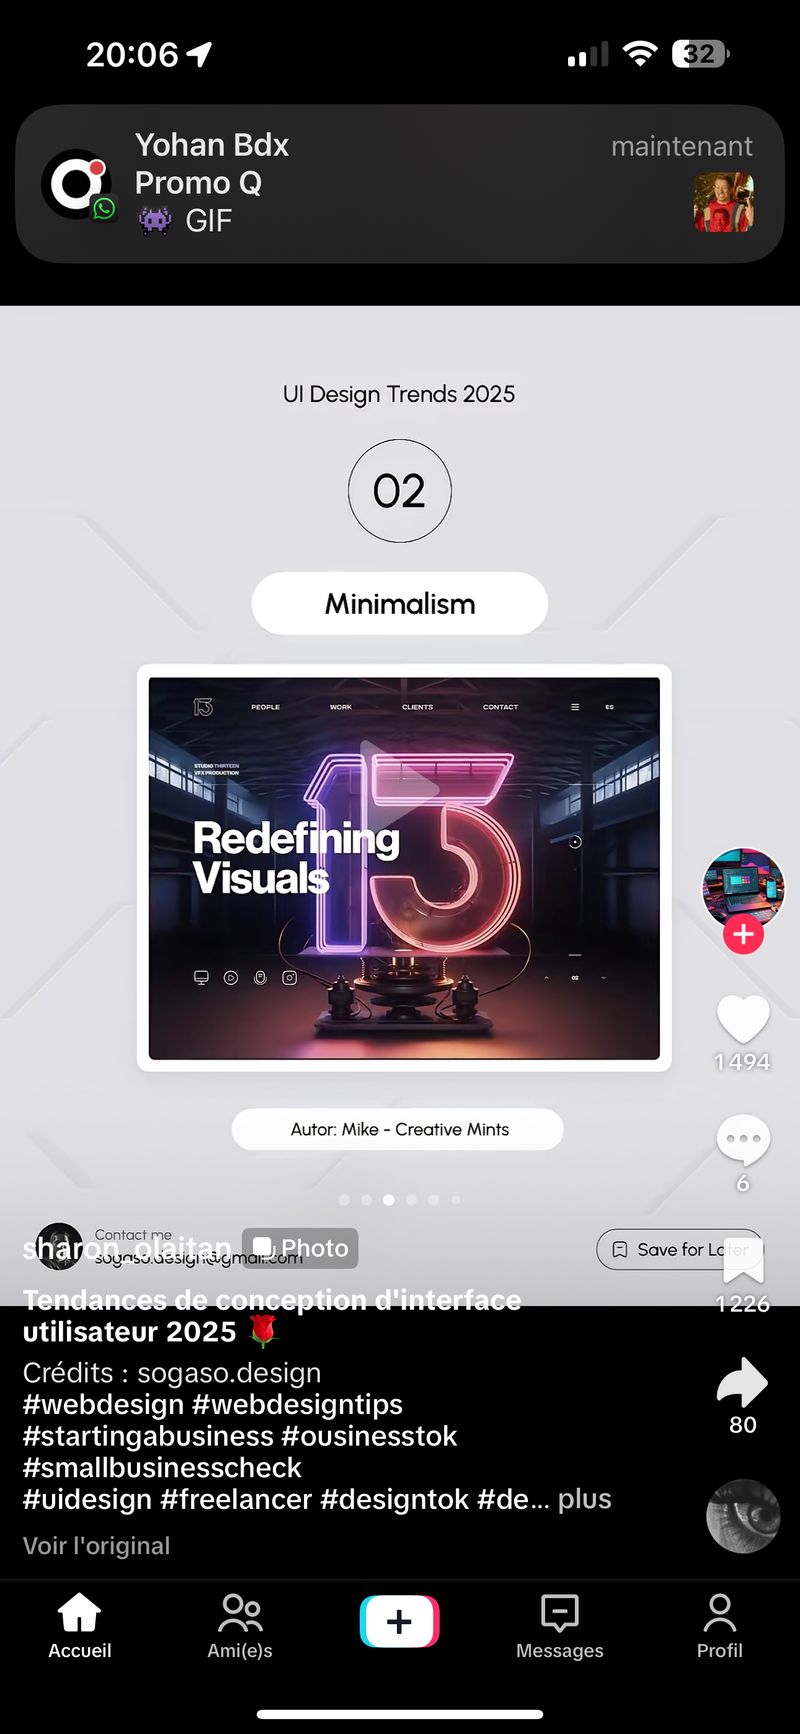 20:06
32
Yohan Bdx
maintenant
Promo Q
👾 GIF
UI Design Trends 2025
02
Minimalism
13
PEOPLE
WORK
CLIENTS
CONTACT
ES
STUDIO THIRTEEN
VFX PRODUCTION
13
Redefining
Visuals
02
1 494
Autor: Mike - Creative Mints
6
Contact me
sogaso.design@gmail.com
Save for Later
sharon_olaitan
Photo
1 226
Tendances de conception d'interface
utilisateur 2025 🌹
Crédits : sogaso.design
#webdesign #webdesigntips
#startingabusiness #ousinesstok
#smallbusinesscheck
#uidesign #freelancer #designtok #de... plus
80
Voir l'original
Accueil
Ami(e)s
Messages
Profil